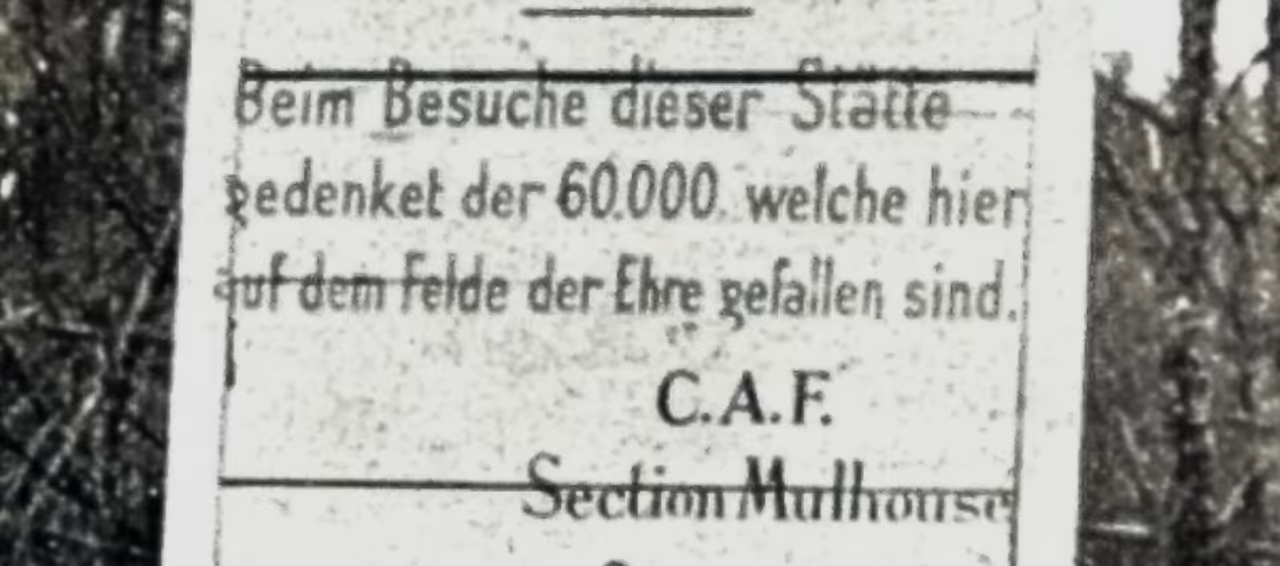 Beim Besuche dieser Stätte
gedenket der 60.000. welche hier
auf dem Felde der Ehre gefallen sind.
C.A.F.
Section Mulhouse